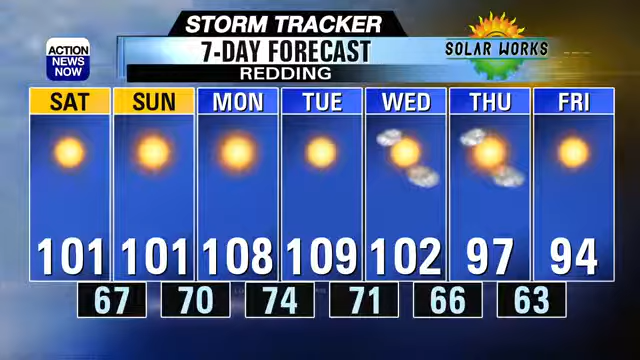 STORM TRACKER
ACTION
NEWS
NOW
7-DAY FORECAST
SOLAR WORKS
REDDING
SAT SUN MON TUE WED THU FRI
101 101 108 109 102 97 94
67 70 74 71 66 63